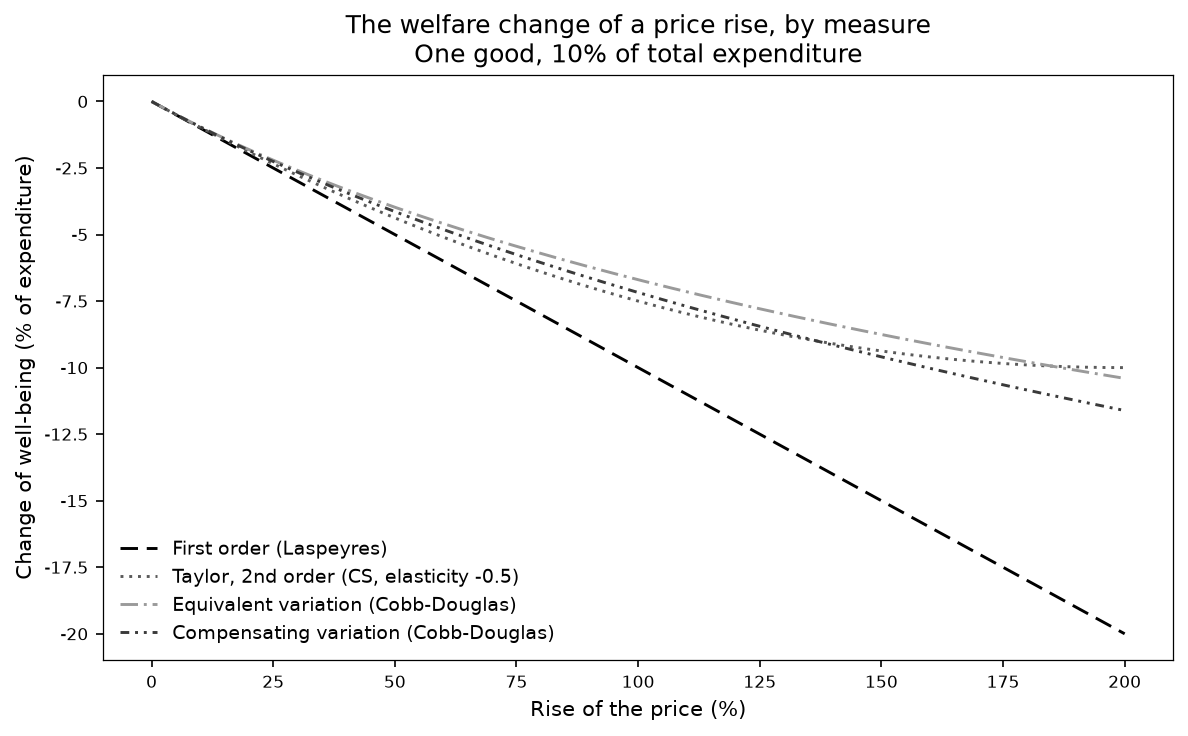 The welfare change of a price rise, by measure
One good, 10% of total expenditure
Change of well-being (% of expenditure)
0
-2.5
-5
-7.5
-10
-12.5
-15
-17.5
-20
First order (Laspeyres)
Taylor, 2nd order (CS, elasticity -0.5)
Equivalent variation (Cobb-Douglas)
Compensating variation (Cobb-Douglas)
0 25 50 75 100 125 150 175 200
Rise of the price (%)